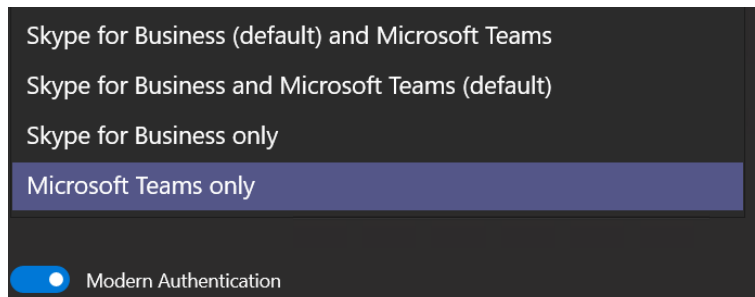 Skype for Business (default) and Microsoft Teams
Skype for Business and Microsoft Teams (default)
Skype for Business only
Microsoft Teams only
Modern Authentication